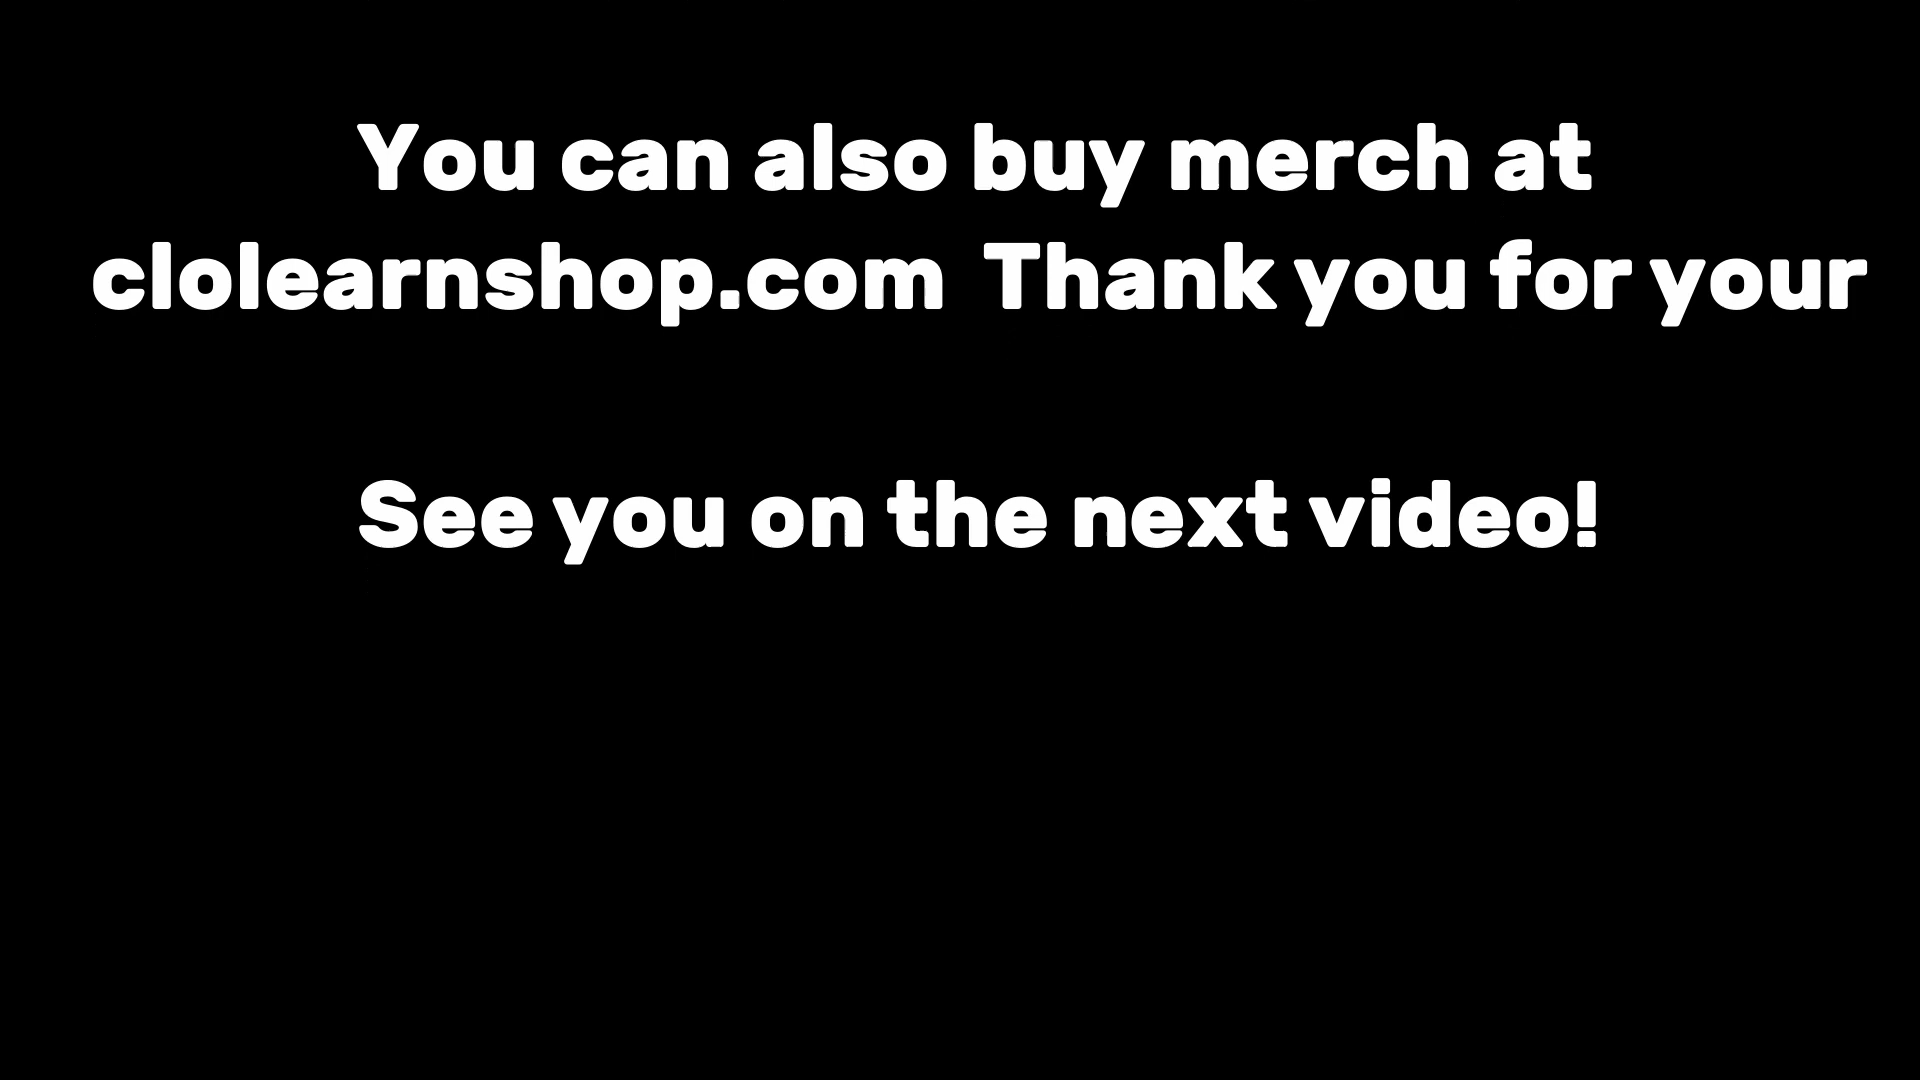 You can also buy merch at
clolearnshop.com  Thank you for your
See you on the next video!